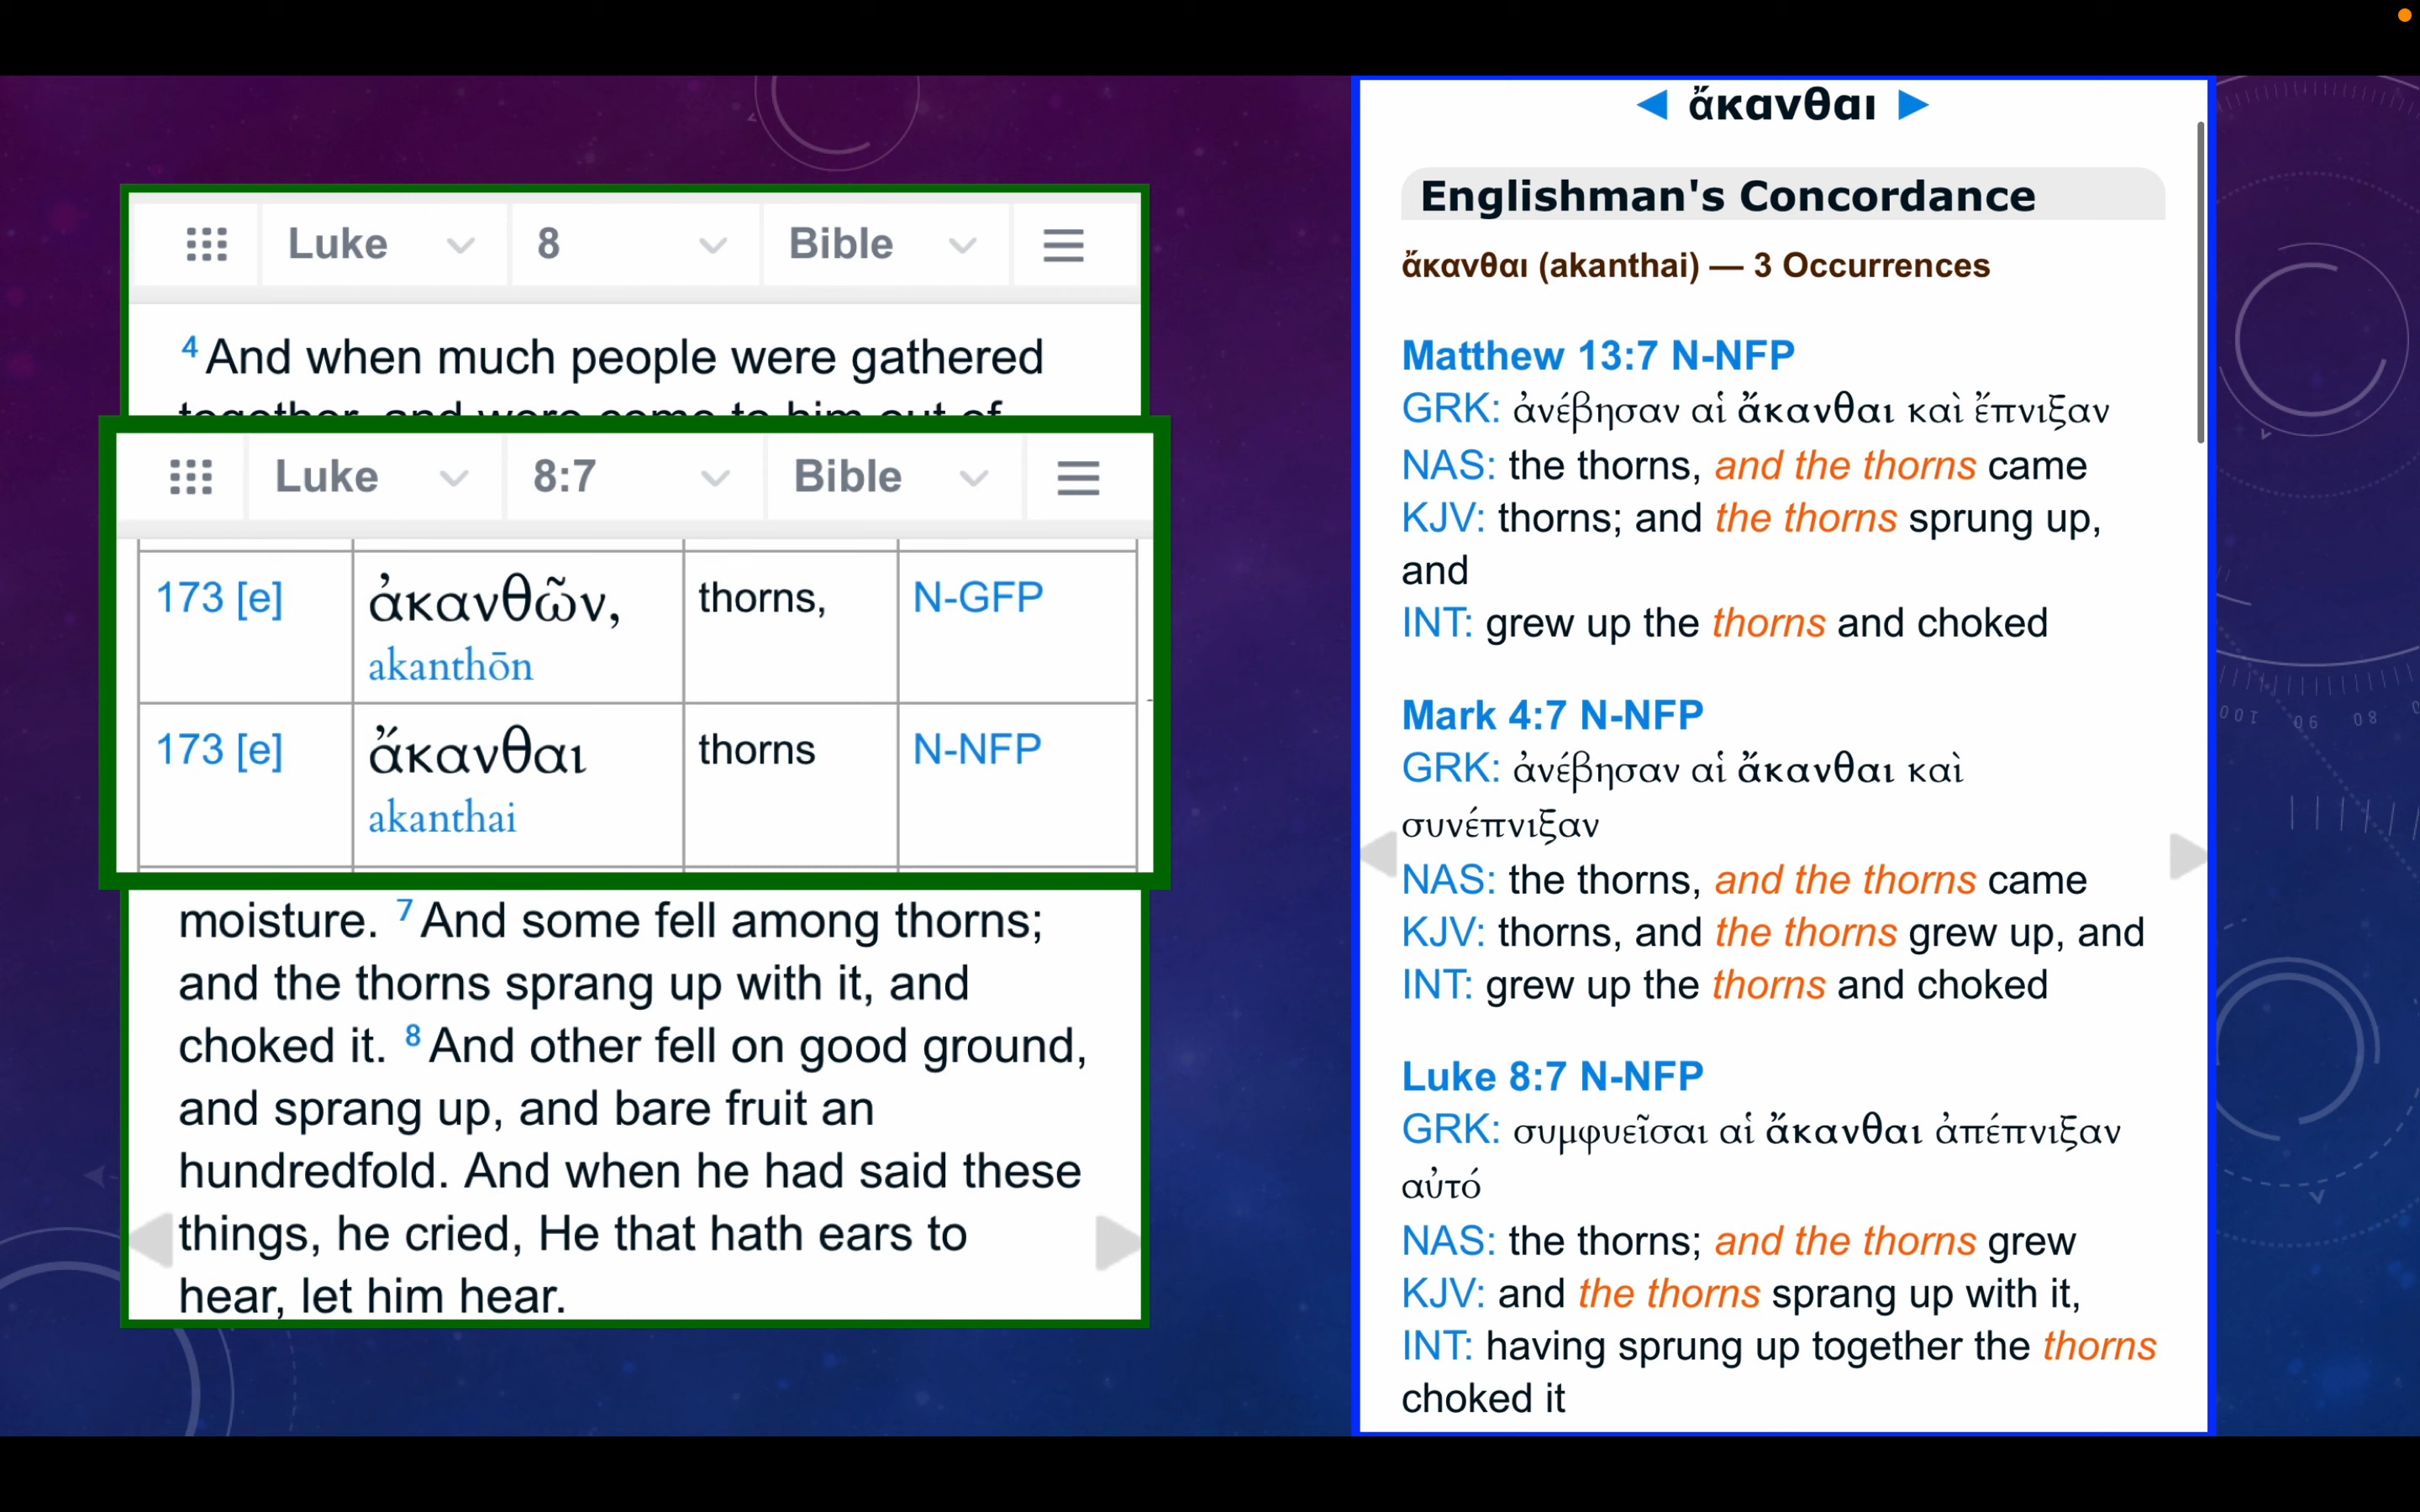 Luke 8 Bible
4 And when much people were gathered
together, and were come to him out of
Luke 8:7 Bible
173 [e] ἀκανθῶν, thorns, N-GFP
akanthōn
173 [e] ἄκανθαι thorns N-NFP
akanthai
moisture. 7 And some fell among thorns;
and the thorns sprang up with it, and
choked it. 8 And other fell on good ground,
and sprang up, and bare fruit an
hundredfold. And when he had said these
things, he cried, He that hath ears to
hear, let him hear.
◀ ἄκανθαι ▶
Englishman's Concordance
ἄκανθαι (akanthai) — 3 Occurrences
Matthew 13:7 N-NFP
GRK: ἀνέβησαν αἱ ἄκανθαι καὶ ἔπνιξαν
NAS: the thorns, and the thorns came
KJV: thorns; and the thorns sprung up,
and
INT: grew up the thorns and choked
Mark 4:7 N-NFP
GRK: ἀνέβησαν αἱ ἄκανθαι καὶ
συνέπνιξαν
NAS: the thorns, and the thorns came
KJV: thorns, and the thorns grew up, and
INT: grew up the thorns and choked
Luke 8:7 N-NFP
GRK: συμφυεῖσαι αἱ ἄκανθαι ἀπέπνιξαν
αὐτό
NAS: the thorns; and the thorns grew
KJV: and the thorns sprang up with it,
INT: having sprung up together the thorns
choked it